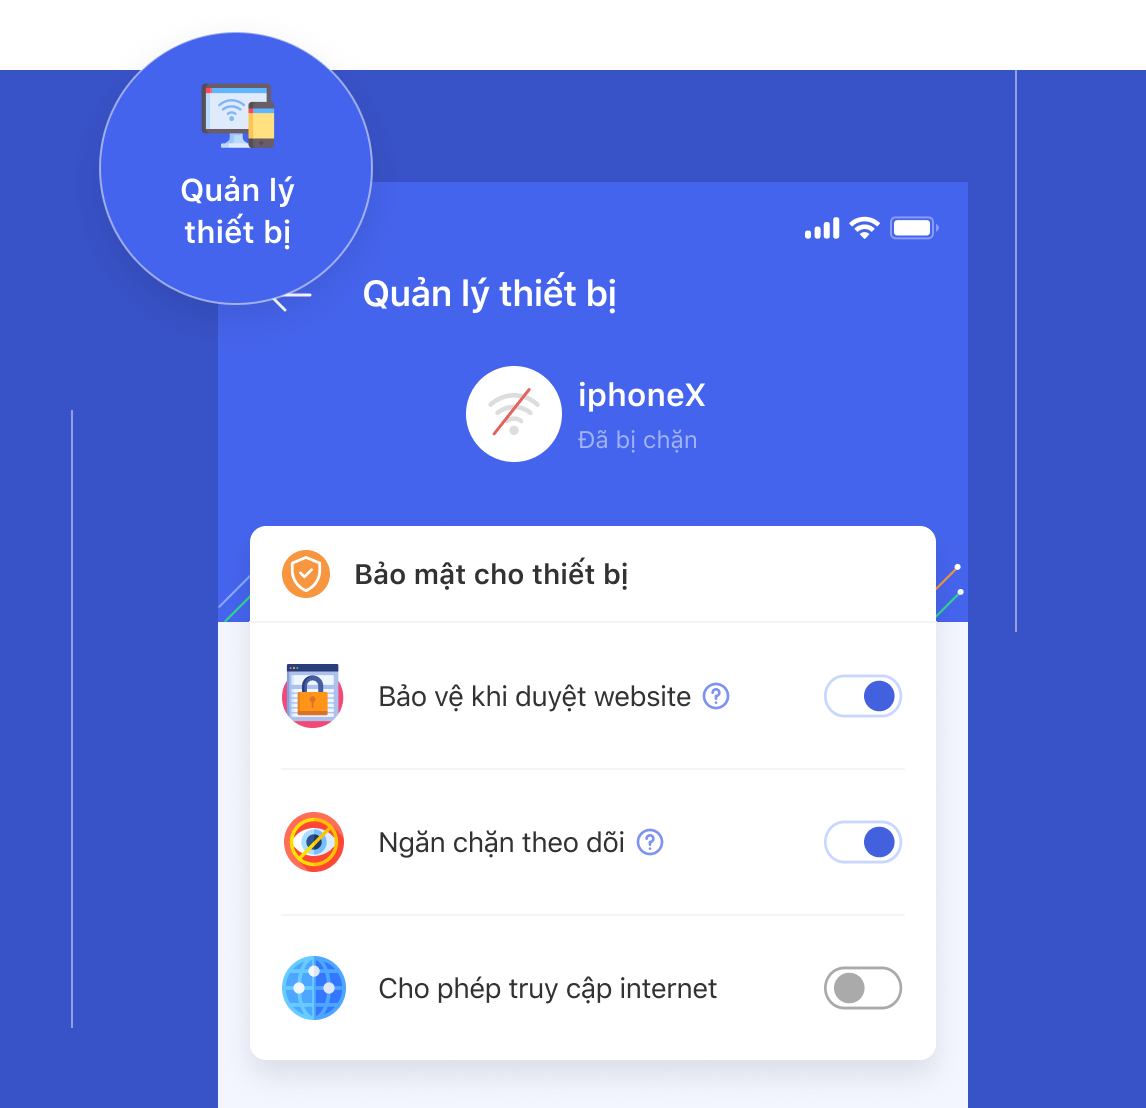 Quản lý
thiết bị
Quản lý thiết bị
iphoneX
Đã bị chặn
Bảo mật cho thiết bị
Bảo vệ khi duyệt website ?
Ngăn chặn theo dõi ?
Cho phép truy cập internet